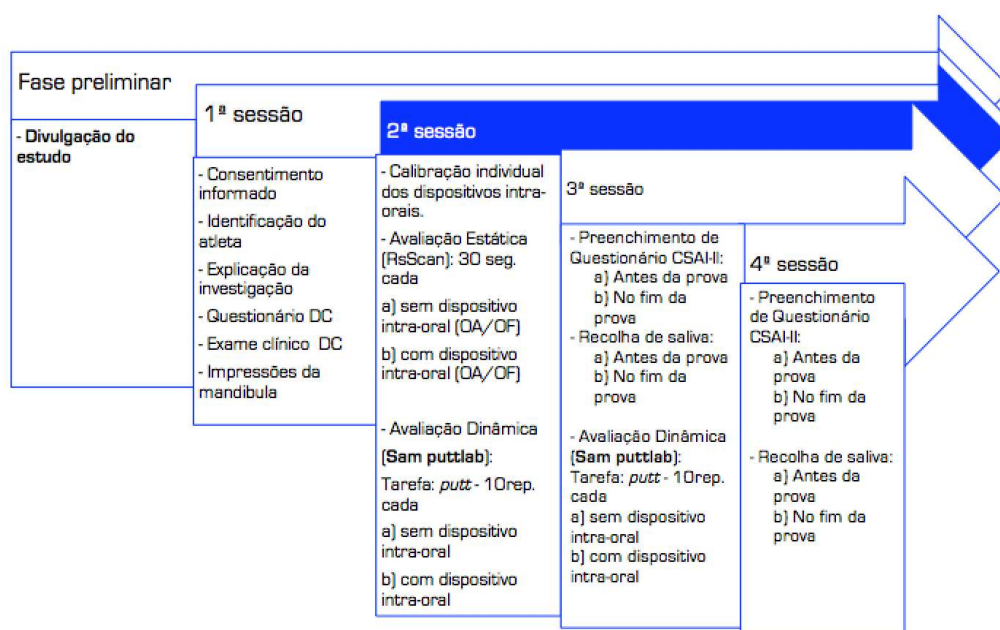 Fase preliminar
- Divulgação do
estudo
1ª sessão
- Consentimento
informado
- Identificação do
atleta
- Explicação da
investigação
- Questionário DC
- Exame clínico DC
- Impressões da
mandibula
2ª sessão
- Calibração individual
dos dispositivos intra-
orais.
- Avaliação Estática
(RsScan): 30 seg.
cada
a) sem dispositivo
intra-oral (OA/OF)
b) com dispositivo
intra-oral (OA/OF)
- Avaliação Dinâmica
(Sam puttlab):
Tarefa: putt - 10rep.
cada
a) sem dispositivo
intra-oral
b) com dispositivo
intra-oral
3ª sessão
- Preenchimento de
Questionário CSAI-II:
a) Antes da prova
b) No fim da
prova
- Recolha de saliva:
a) Antes da prova
b) No fim da
prova
- Avaliação Dinâmica
(Sam puttlab):
Tarefa: putt - 10rep.
cada
a) sem dispositivo
intra-oral
b) com dispositivo
intra-oral
4ª sessão
- Preenchimento
de Questionário
CSAI-II:
a) Antes da
prova
b) No fim da
prova
- Recolha de saliva:
a) Antes da
prova
b) No fim da
prova